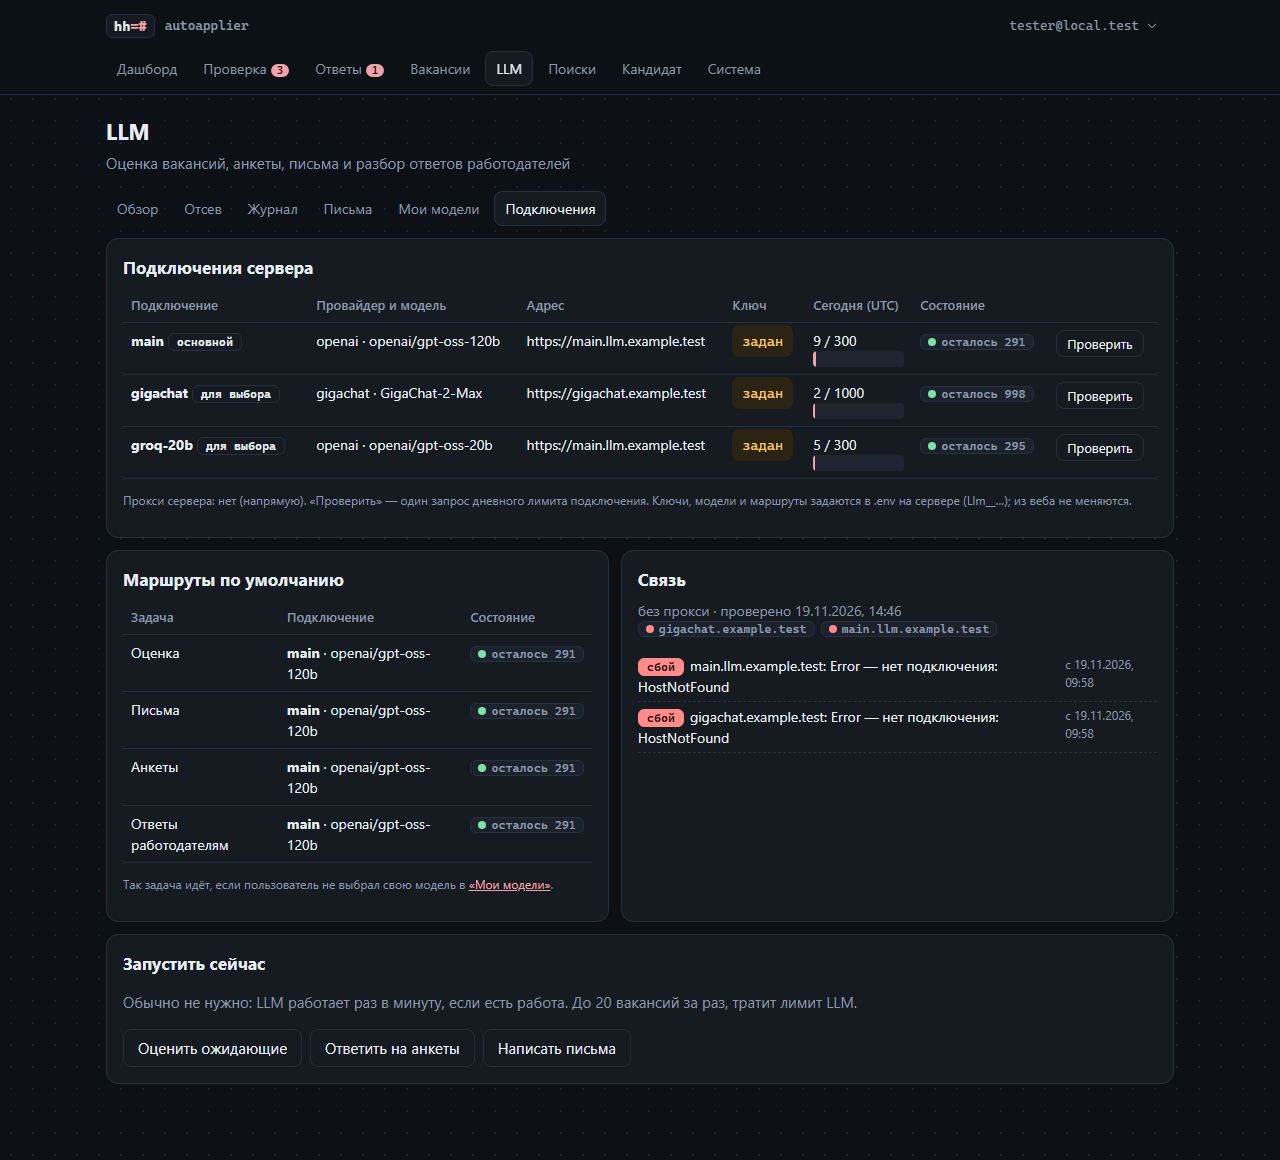 hh=# autoapplier tester@local.test
Дашборд Проверка 3 Ответы 1 Вакансии LLM Поиски Кандидат Система
LLM
Оценка вакансий, анкеты, письма и разбор ответов работодателей
Обзор Отсев Журнал Письма Мои модели Подключения
Подключения сервера
Подключение Провайдер и модель Адрес Ключ Сегодня (UTC) Состояние
main основной openai · openai/gpt-oss-120b https://main.llm.example.test задан 9 / 300 осталось 291 Проверить
gigachat для выбора gigachat · GigaChat-2-Max https://gigachat.example.test задан 2 / 1000 осталось 998 Проверить
groq-20b для выбора openai · openai/gpt-oss-20b https://main.llm.example.test задан 5 / 300 осталось 295 Проверить
Прокси сервера: нет (напрямую). «Проверить» — один запрос дневного лимита подключения. Ключи, модели и маршруты задаются в .env на сервере (Llm__…); из веба не меняются.
Маршруты по умолчанию
Задача Подключение Состояние
Оценка main · openai/gpt-oss- осталось 291
120b
Письма main · openai/gpt-oss- осталось 291
120b
Анкеты main · openai/gpt-oss- осталось 291
120b
Ответы main · openai/gpt-oss- осталось 291
работодателям 120b
Так задача идёт, если пользователь не выбрал свою модель в «Мои модели».
Связь
без прокси · проверено 19.11.2026, 14:46
gigachat.example.test main.llm.example.test
сбой main.llm.example.test: Error — нет подключения: с 19.11.2026,
HostNotFound 09:58
сбой gigachat.example.test: Error — нет подключения: с 19.11.2026,
HostNotFound 09:58
Запустить сейчас
Обычно не нужно: LLM работает раз в минуту, если есть работа. До 20 вакансий за раз, тратит лимит LLM.
Оценить ожидающие Ответить на анкеты Написать письма